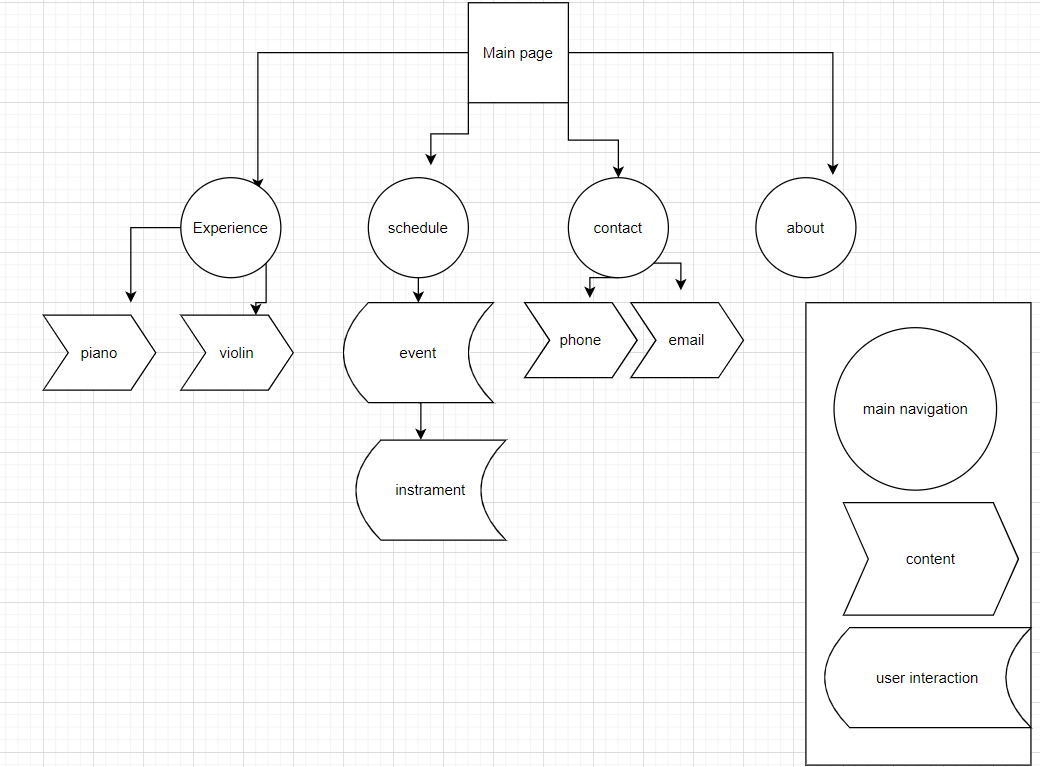 Main page
Experience
schedule
contact
about
piano
violin
event
phone
email
instrament
main navigation
content
user interaction